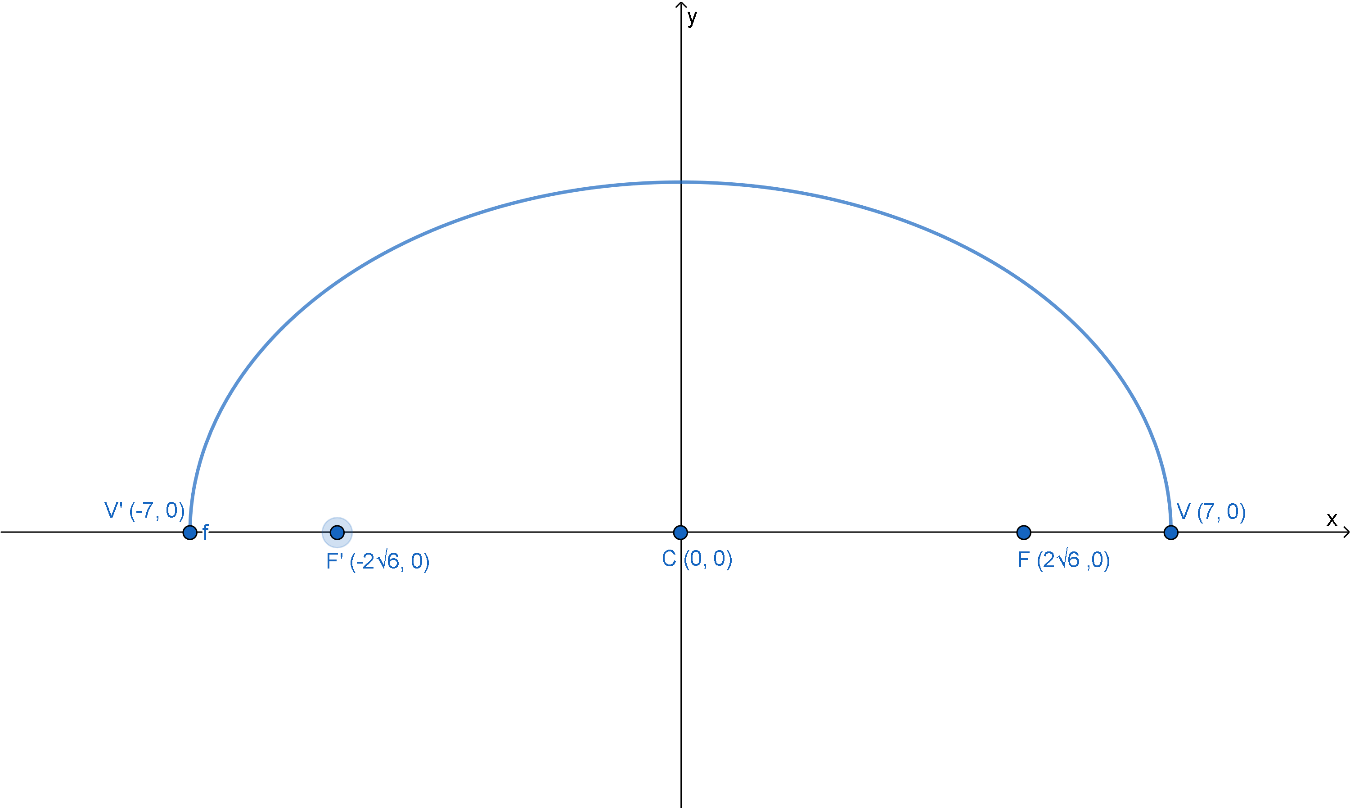 y
V' (-7, 0)
f
V (7, 0)
x
F' (-2√6, 0)
C (0, 0)
F (2√6 ,0)